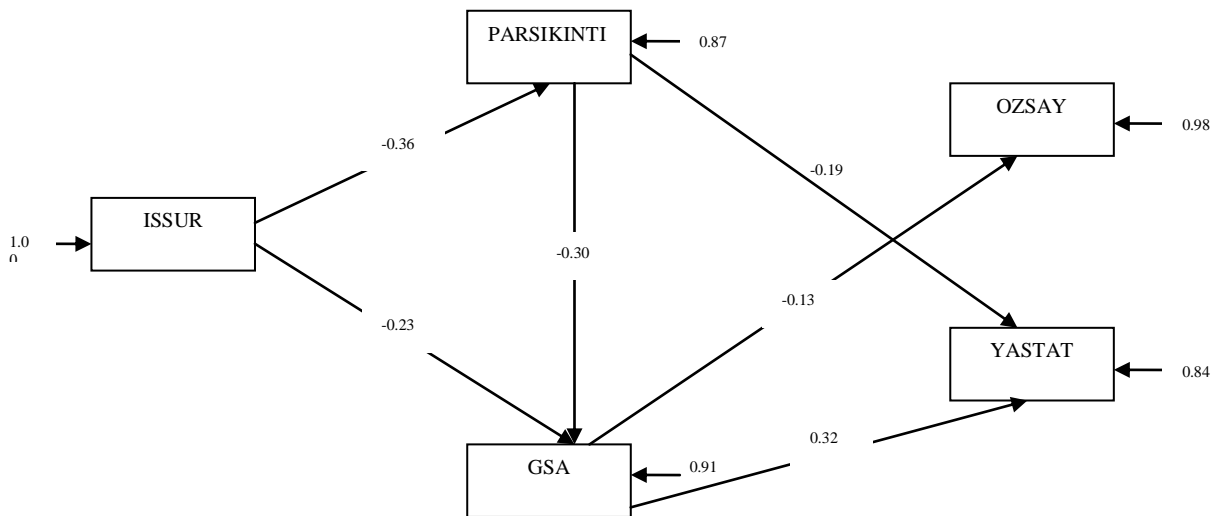 PARSIKINTI
0.87
OZSAY
0.98
-0.36
-0.19
ISSUR
1.0
0
-0.30
-0.13
-0.23
YASTAT
0.84
0.32
GSA
0.91